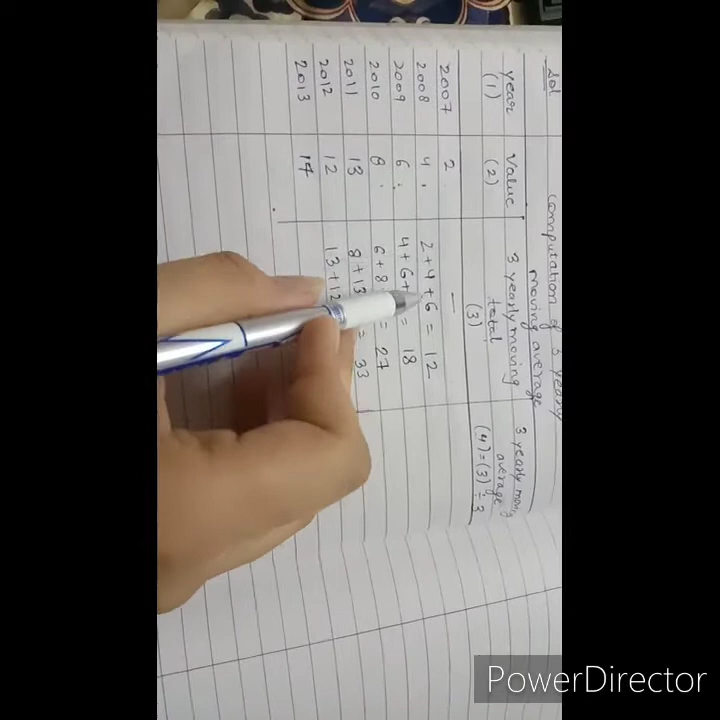 Sol
computation of 3 yearly
moving average
year
(1)
Value
(2)
3 yearly moving
total
(3)
3 yearly moving
average
(4)=(3)÷3
2007 2 —
2008 4 2+4+6 = 12
2009 6 4+6+ = 18
2010 8 6+8 = 27
2011 13 8+13 = 33
2012 12 13+12
2013 14
PowerDirector